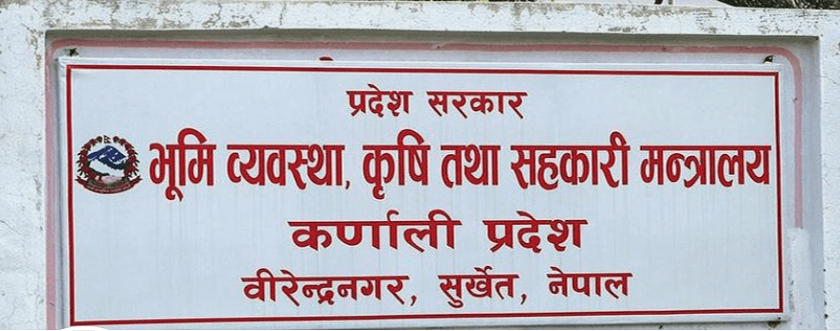 प्रदेश सरकार
भूमि व्यवस्था, कृषि तथा सहकारी मन्त्रालय
कर्णाली प्रदेश
वीरेन्द्रनगर, सुर्खेत, नेपाल